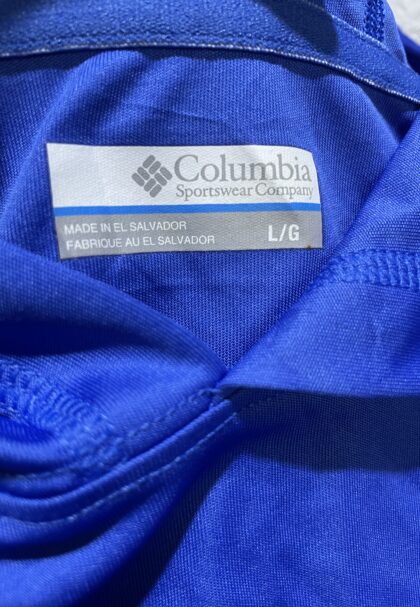 Columbia
Sportswear Company
MADE IN EL SALVADOR
FABRIQUE AU EL SALVADOR
L/G